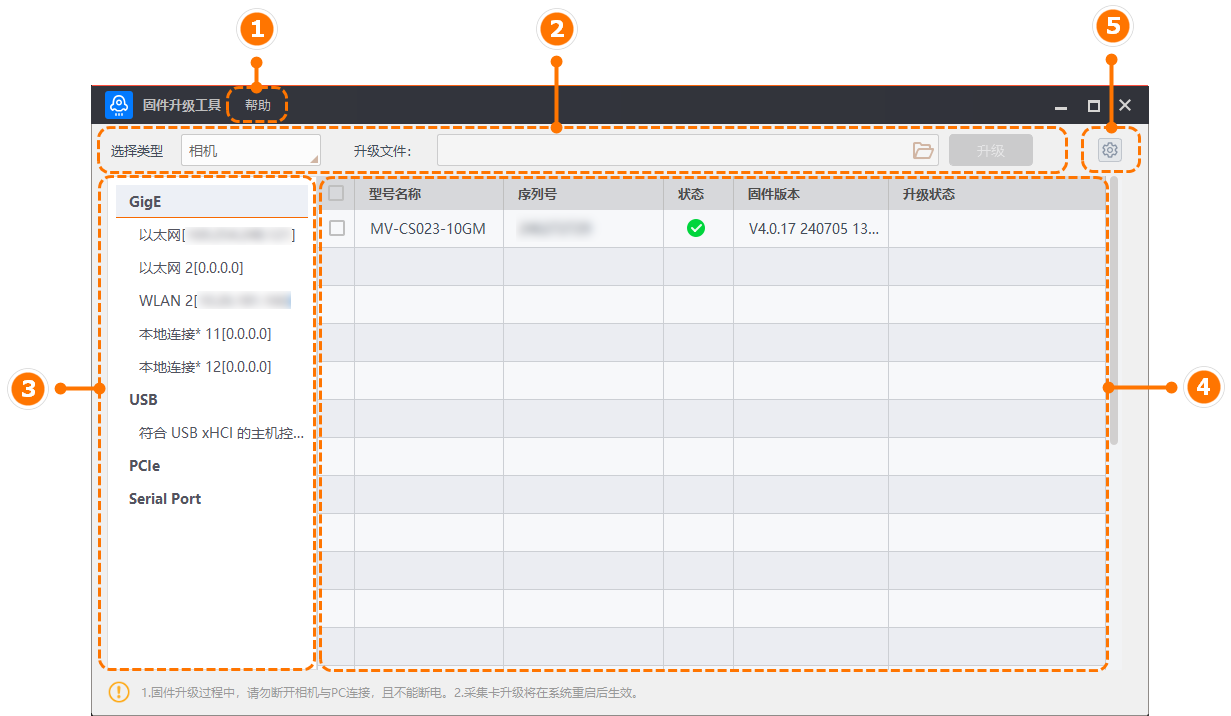 1
2
5
固件升级工具 帮助
选择类型 相机 升级文件： 升级
GigE
以太网[ ]
以太网 2[0.0.0.0]
WLAN 2[
本地连接* 11[0.0.0.0]
本地连接* 12[0.0.0.0]
USB
符合 USB xHCI 的主机控...
PCIe
Serial Port
型号名称 序列号 状态 固件版本 升级状态
MV-CS023-10GM V4.0.17 240705 13...
3
4
1.固件升级过程中，请勿断开相机与PC连接，且不能断电。2.采集卡升级将在系统重启后生效。